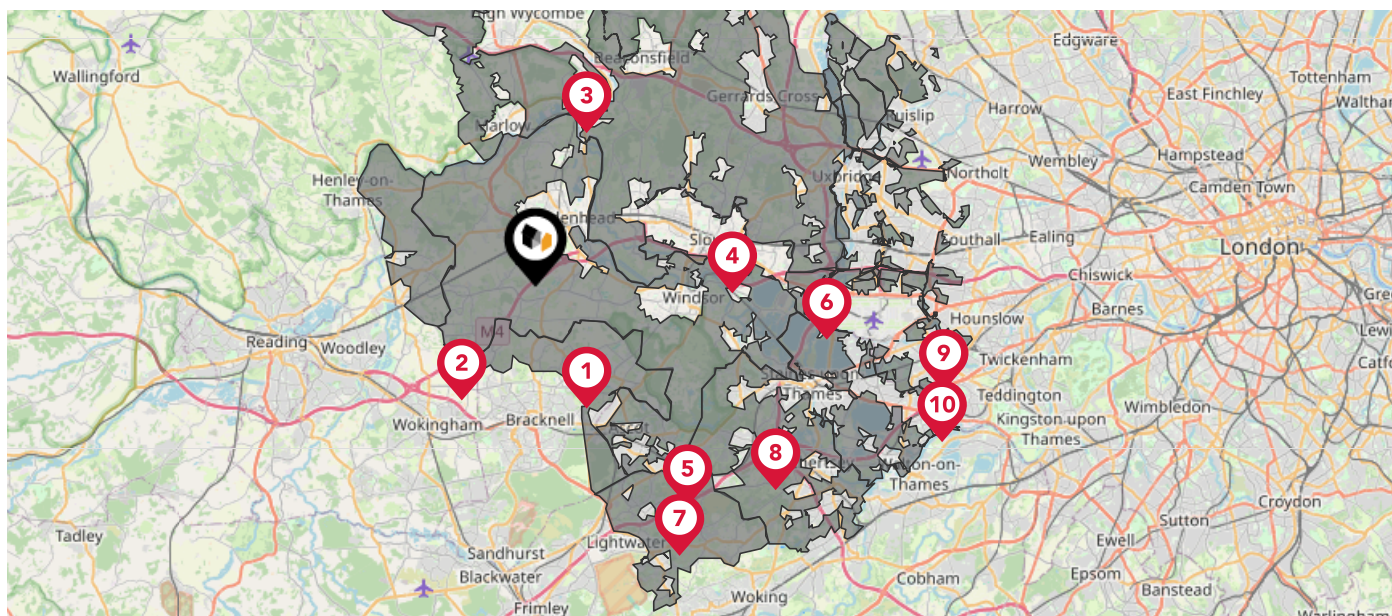 High Wycombe
Edgware
Beaconsfield
Wallingford
Tottenham
East Finchley
Gerrards Cross
3
Harrow
Ruislip
Marlow
Hampstead
Wembley
Uxbridge
Northolt
Henley-on-
Thames
Camden Town
Southall
Ealing
London
4
Chiswick
Windsor
6
Barnes
M4
Hounslow
Reading
Woodley
2
1
9
Twickenham
Thames
Teddington
10
Wimbledon
Kingston upon
Thames
Wokingham
Bracknell
8
5
Thames
Croydon
7
Sutton
Tadley
Lightwater
Ewell
Sandhurst
Blackwater
Cobham
Epsom
Banstead
Woking
Frimley